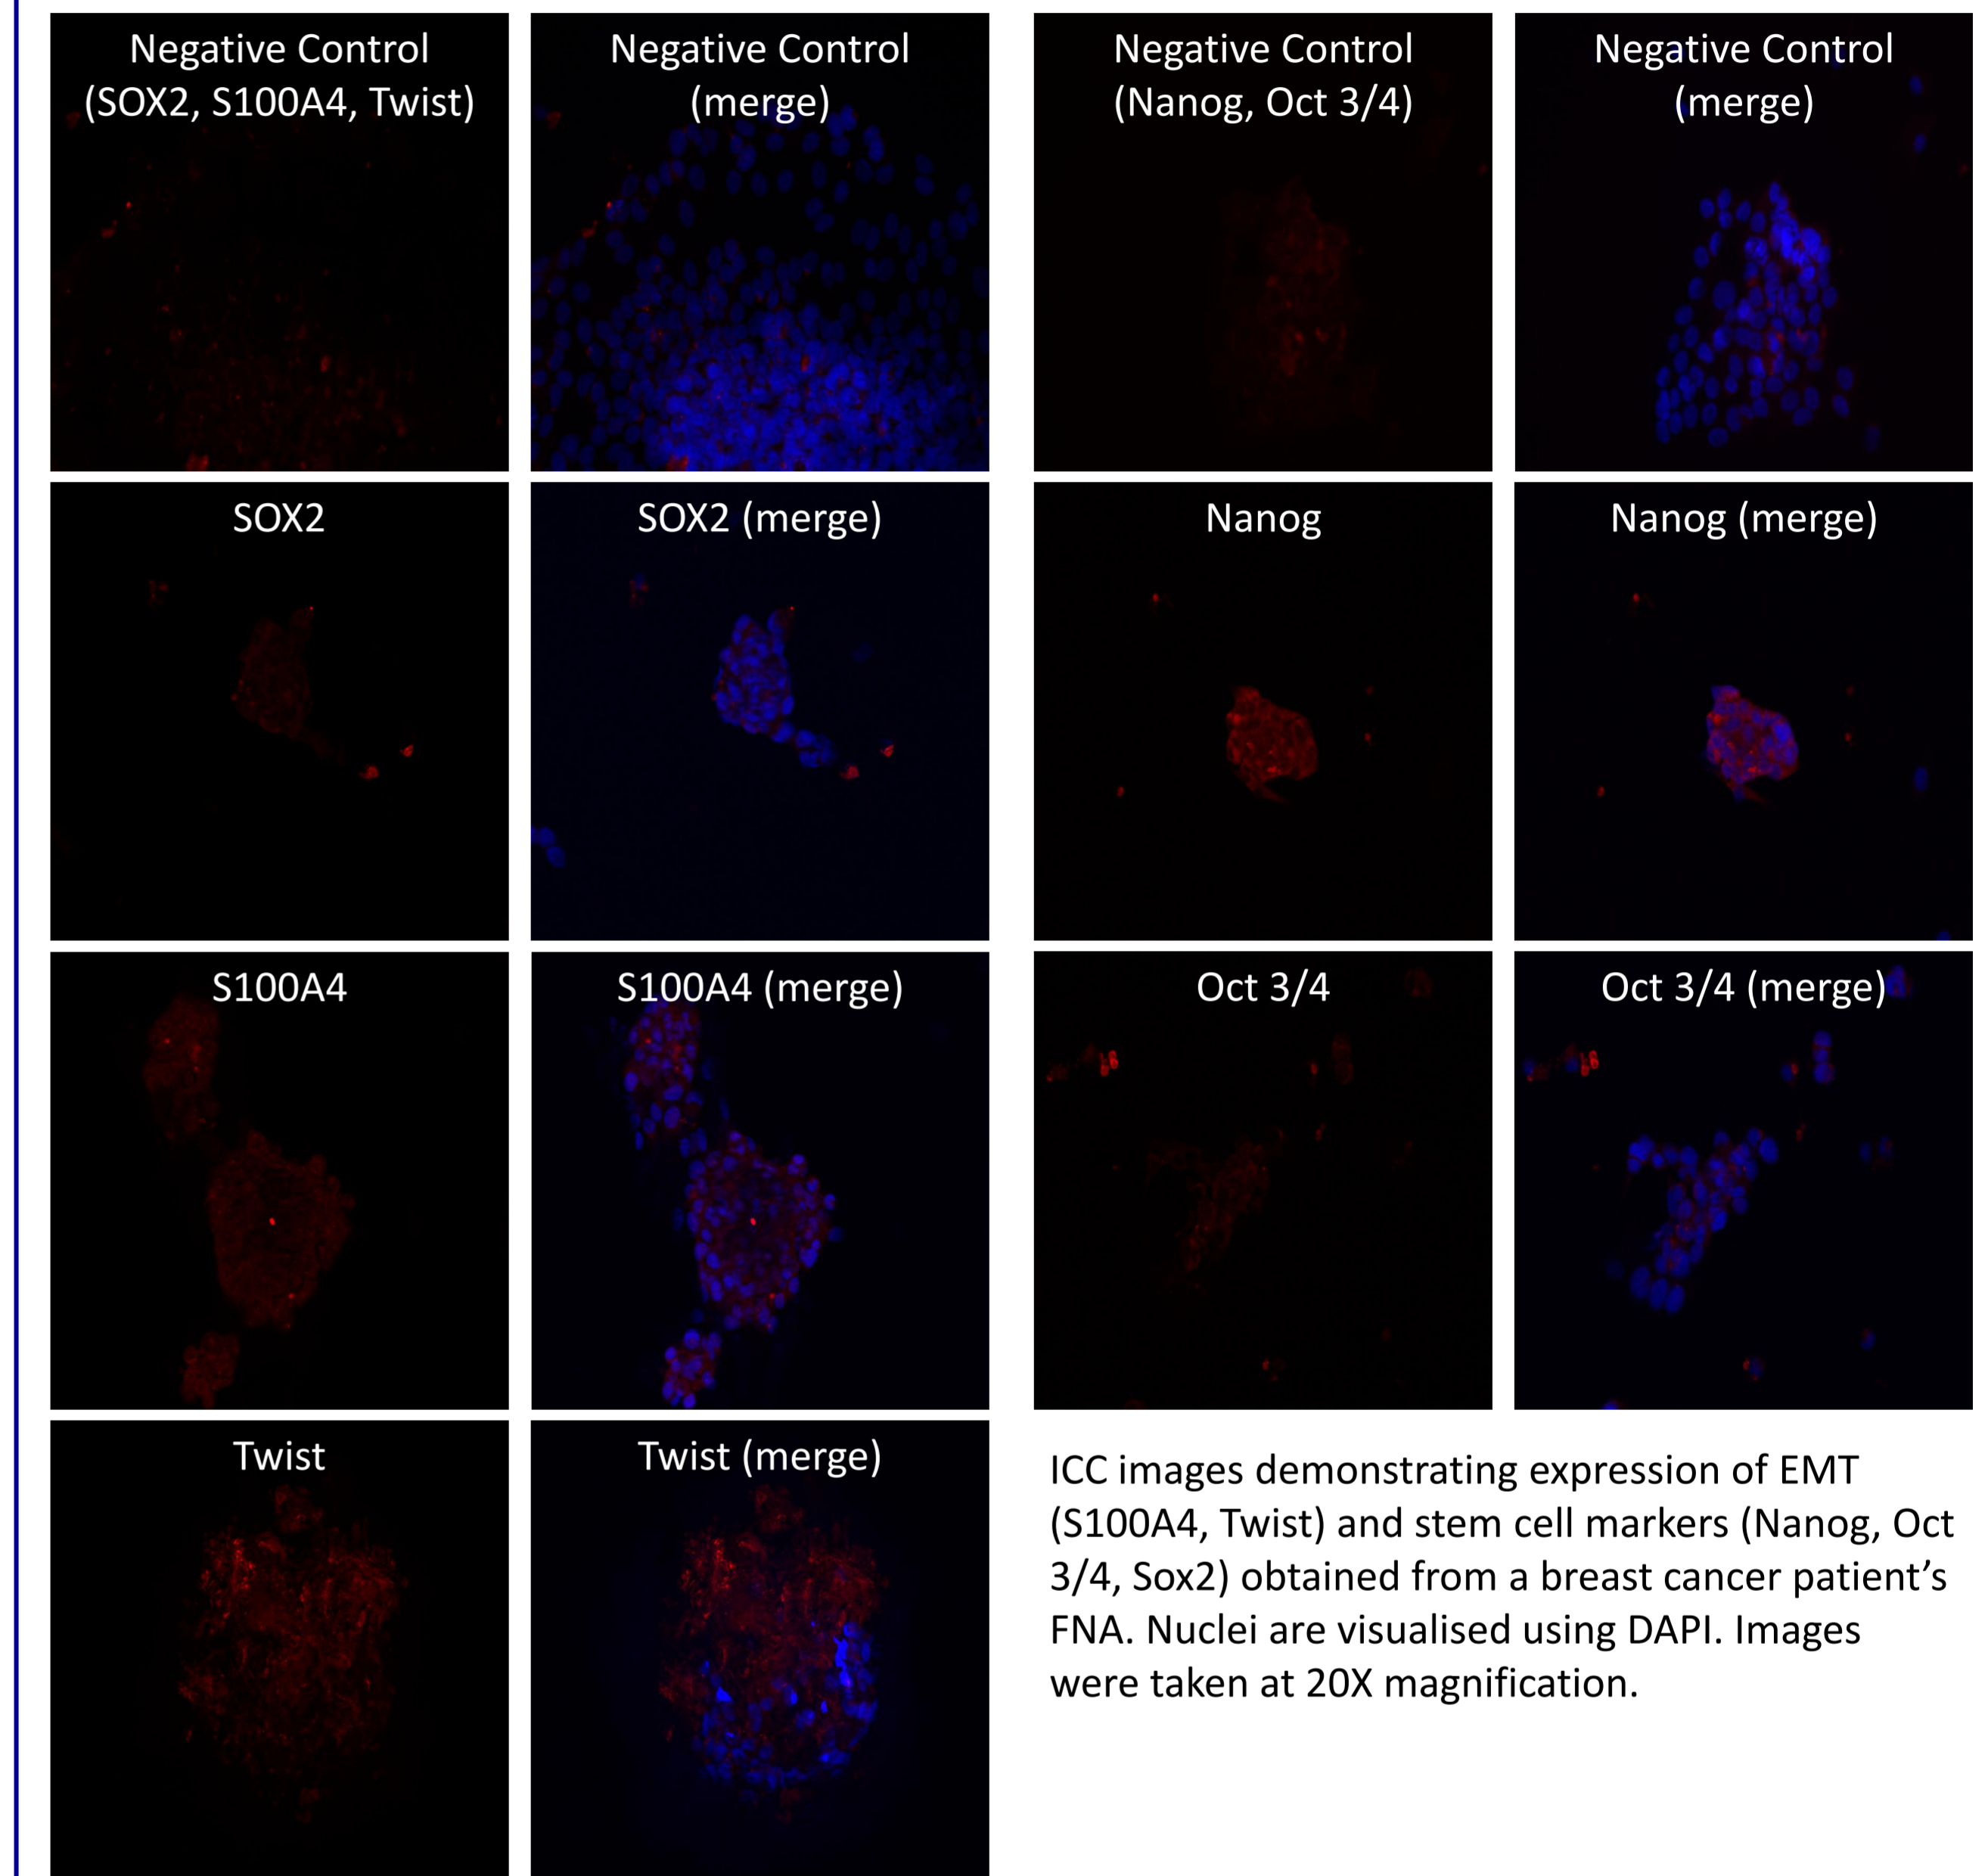 Negative Control
(SOX2, S100A4, Twist)
Negative Control
(merge)
Negative Control
(Nanog, Oct 3/4)
Negative Control
(merge)
SOX2
SOX2 (merge)
Nanog
Nanog (merge)
S100A4
S100A4 (merge)
Oct 3/4
Oct 3/4 (merge)
Twist
Twist (merge)
ICC images demonstrating expression of EMT
(S100A4, Twist) and stem cell markers (Nanog, Oct
3/4, Sox2) obtained from a breast cancer patient’s
FNA. Nuclei are visualised using DAPI. Images
were taken at 20X magnification.